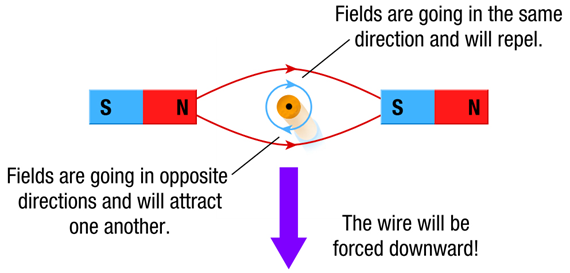 Fields are going in the same
direction and will repel.
S N
S N
Fields are going in opposite
directions and will attract
one another.
The wire will be
forced downward!